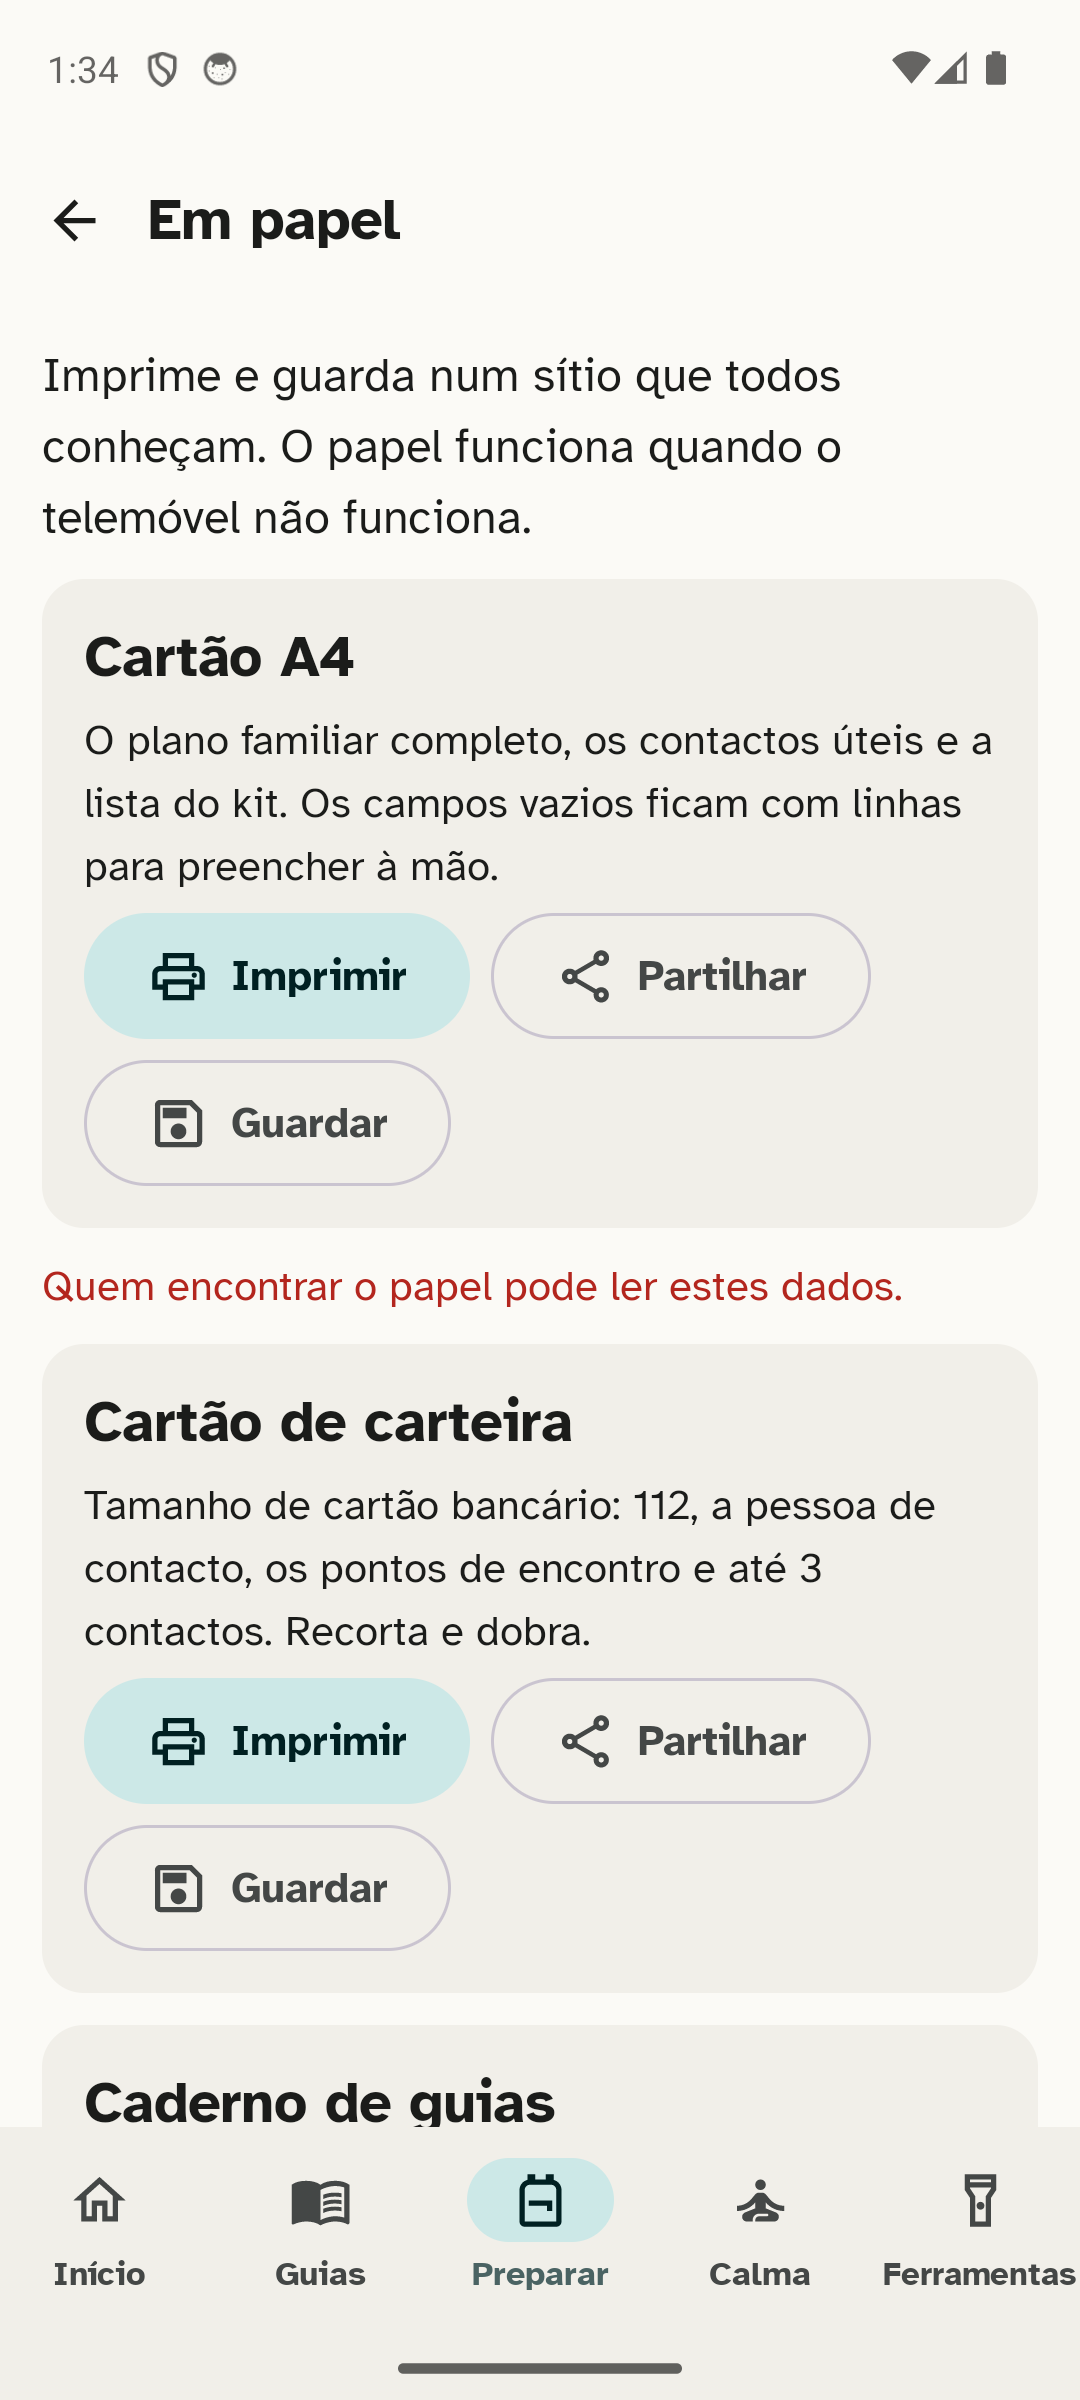 1:34
Em papel
Imprime e guarda num sítio que todos
conheçam. O papel funciona quando o
telemóvel não funciona.
Cartão A4
O plano familiar completo, os contactos úteis e a
lista do kit. Os campos vazios ficam com linhas
para preencher à mão.
Imprimir
Partilhar
Guardar
Quem encontrar o papel pode ler estes dados.
Cartão de carteira
Tamanho de cartão bancário: 112, a pessoa de
contacto, os pontos de encontro e até 3
contactos. Recorta e dobra.
Imprimir
Partilhar
Guardar
Caderno de guias
Início
Guias
Preparar
Calma
Ferramentas